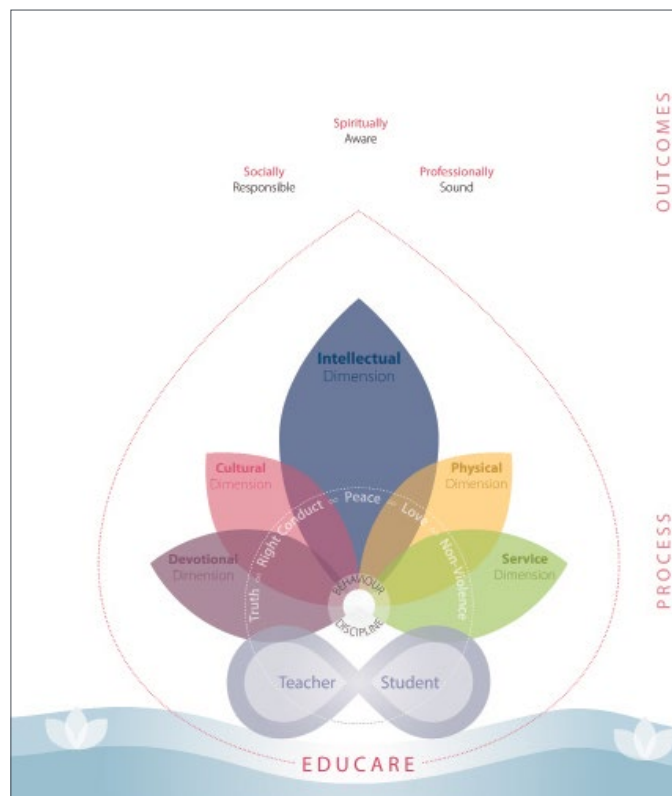 OUTCOMES
Spiritually
Aware
Socially
Responsible
Professionally
Sound
PROCESS
Intellectual
Dimension
Cultural
Dimension
Physical
Dimension
Devotional
Dimension
Service
Dimension
Truth ∞ Right Conduct ∞ Peace ∞ Love ∞ Non-Violence
BEHAVIOUR
DISCIPLINE
Teacher
Student
EDUCARE